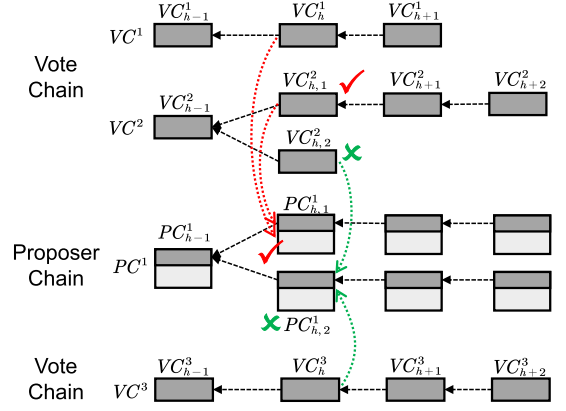 VC^1_{h-1} VC^1_h VC^1_{h+1}
VC^1
Vote
Chain
VC^2_{h-1} VC^2_{h,1} VC^2_{h+1} VC^2_{h+2}
VC^2
VC^2_{h,2}
PC^1_{h-1} PC^1_{h,1}
Proposer
Chain
PC^1
PC^1_{h,2}
Vote
Chain
VC^3_{h-1} VC^3_h VC^3_{h+1} VC^3_{h+2}
VC^3